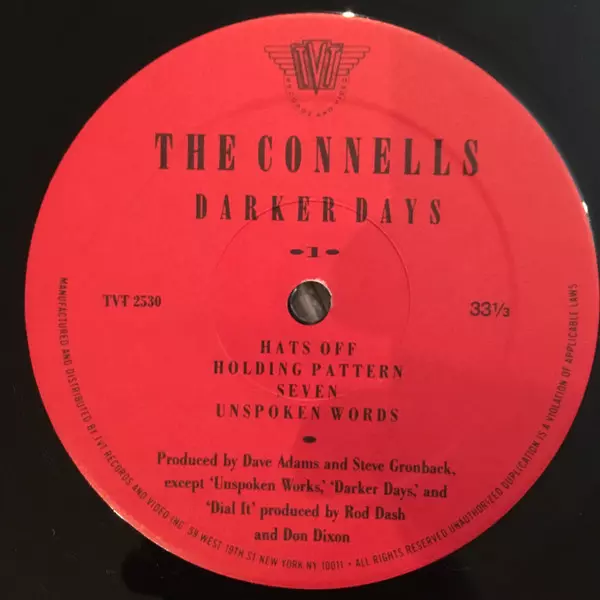 TVT
RECORDS AND VIDEO
THE CONNELLS
DARKER DAYS
•1•
TVT 2530
33⅓
HATS OFF
HOLDING PATTERN
SEVEN
UNSPOKEN WORDS
Produced by Dave Adams and Steve Gronback,
except 'Unspoken Works,' 'Darker Days,' and
'Dial It' produced by Rod Dash
and Don Dixon
MANUFACTURED AND DISTRIBUTED BY TVT RECORDS AND VIDEO INC. 59 WEST 19TH ST NEW YORK NY 10011 • ALL RIGHTS RESERVED UNAUTHORIZED DUPLICATION IS A VIOLATION OF APPLICABLE LAWS